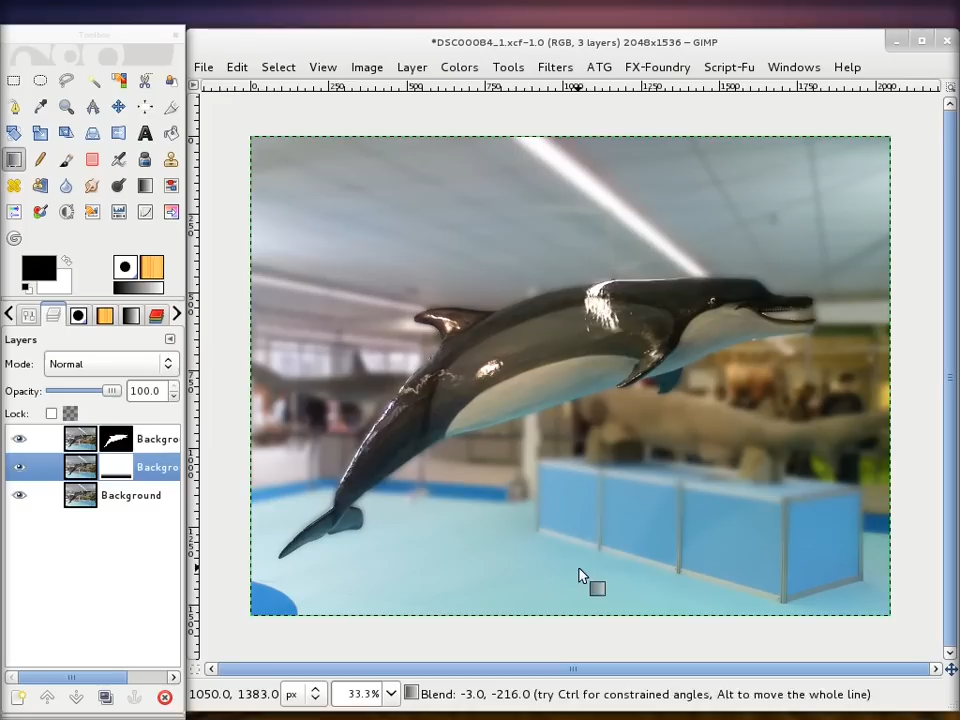 Toolbox
*DSC00084_1.xcf-1.0 (RGB, 3 layers) 2048x1536 – GIMP
File Edit Select View Image Layer Colors Tools Filters ATG FX-Foundry Script-Fu Windows Help
0 250 500 750 1000 1250 1500 1750 2000
Layers
Mode: Normal
Opacity: 100.0
Lock:
Backgro
Backgro
Background
1050.0, 1383.0 px 33.3% Blend: -3.0, -216.0 (try Ctrl for constrained angles, Alt to move the whole line)